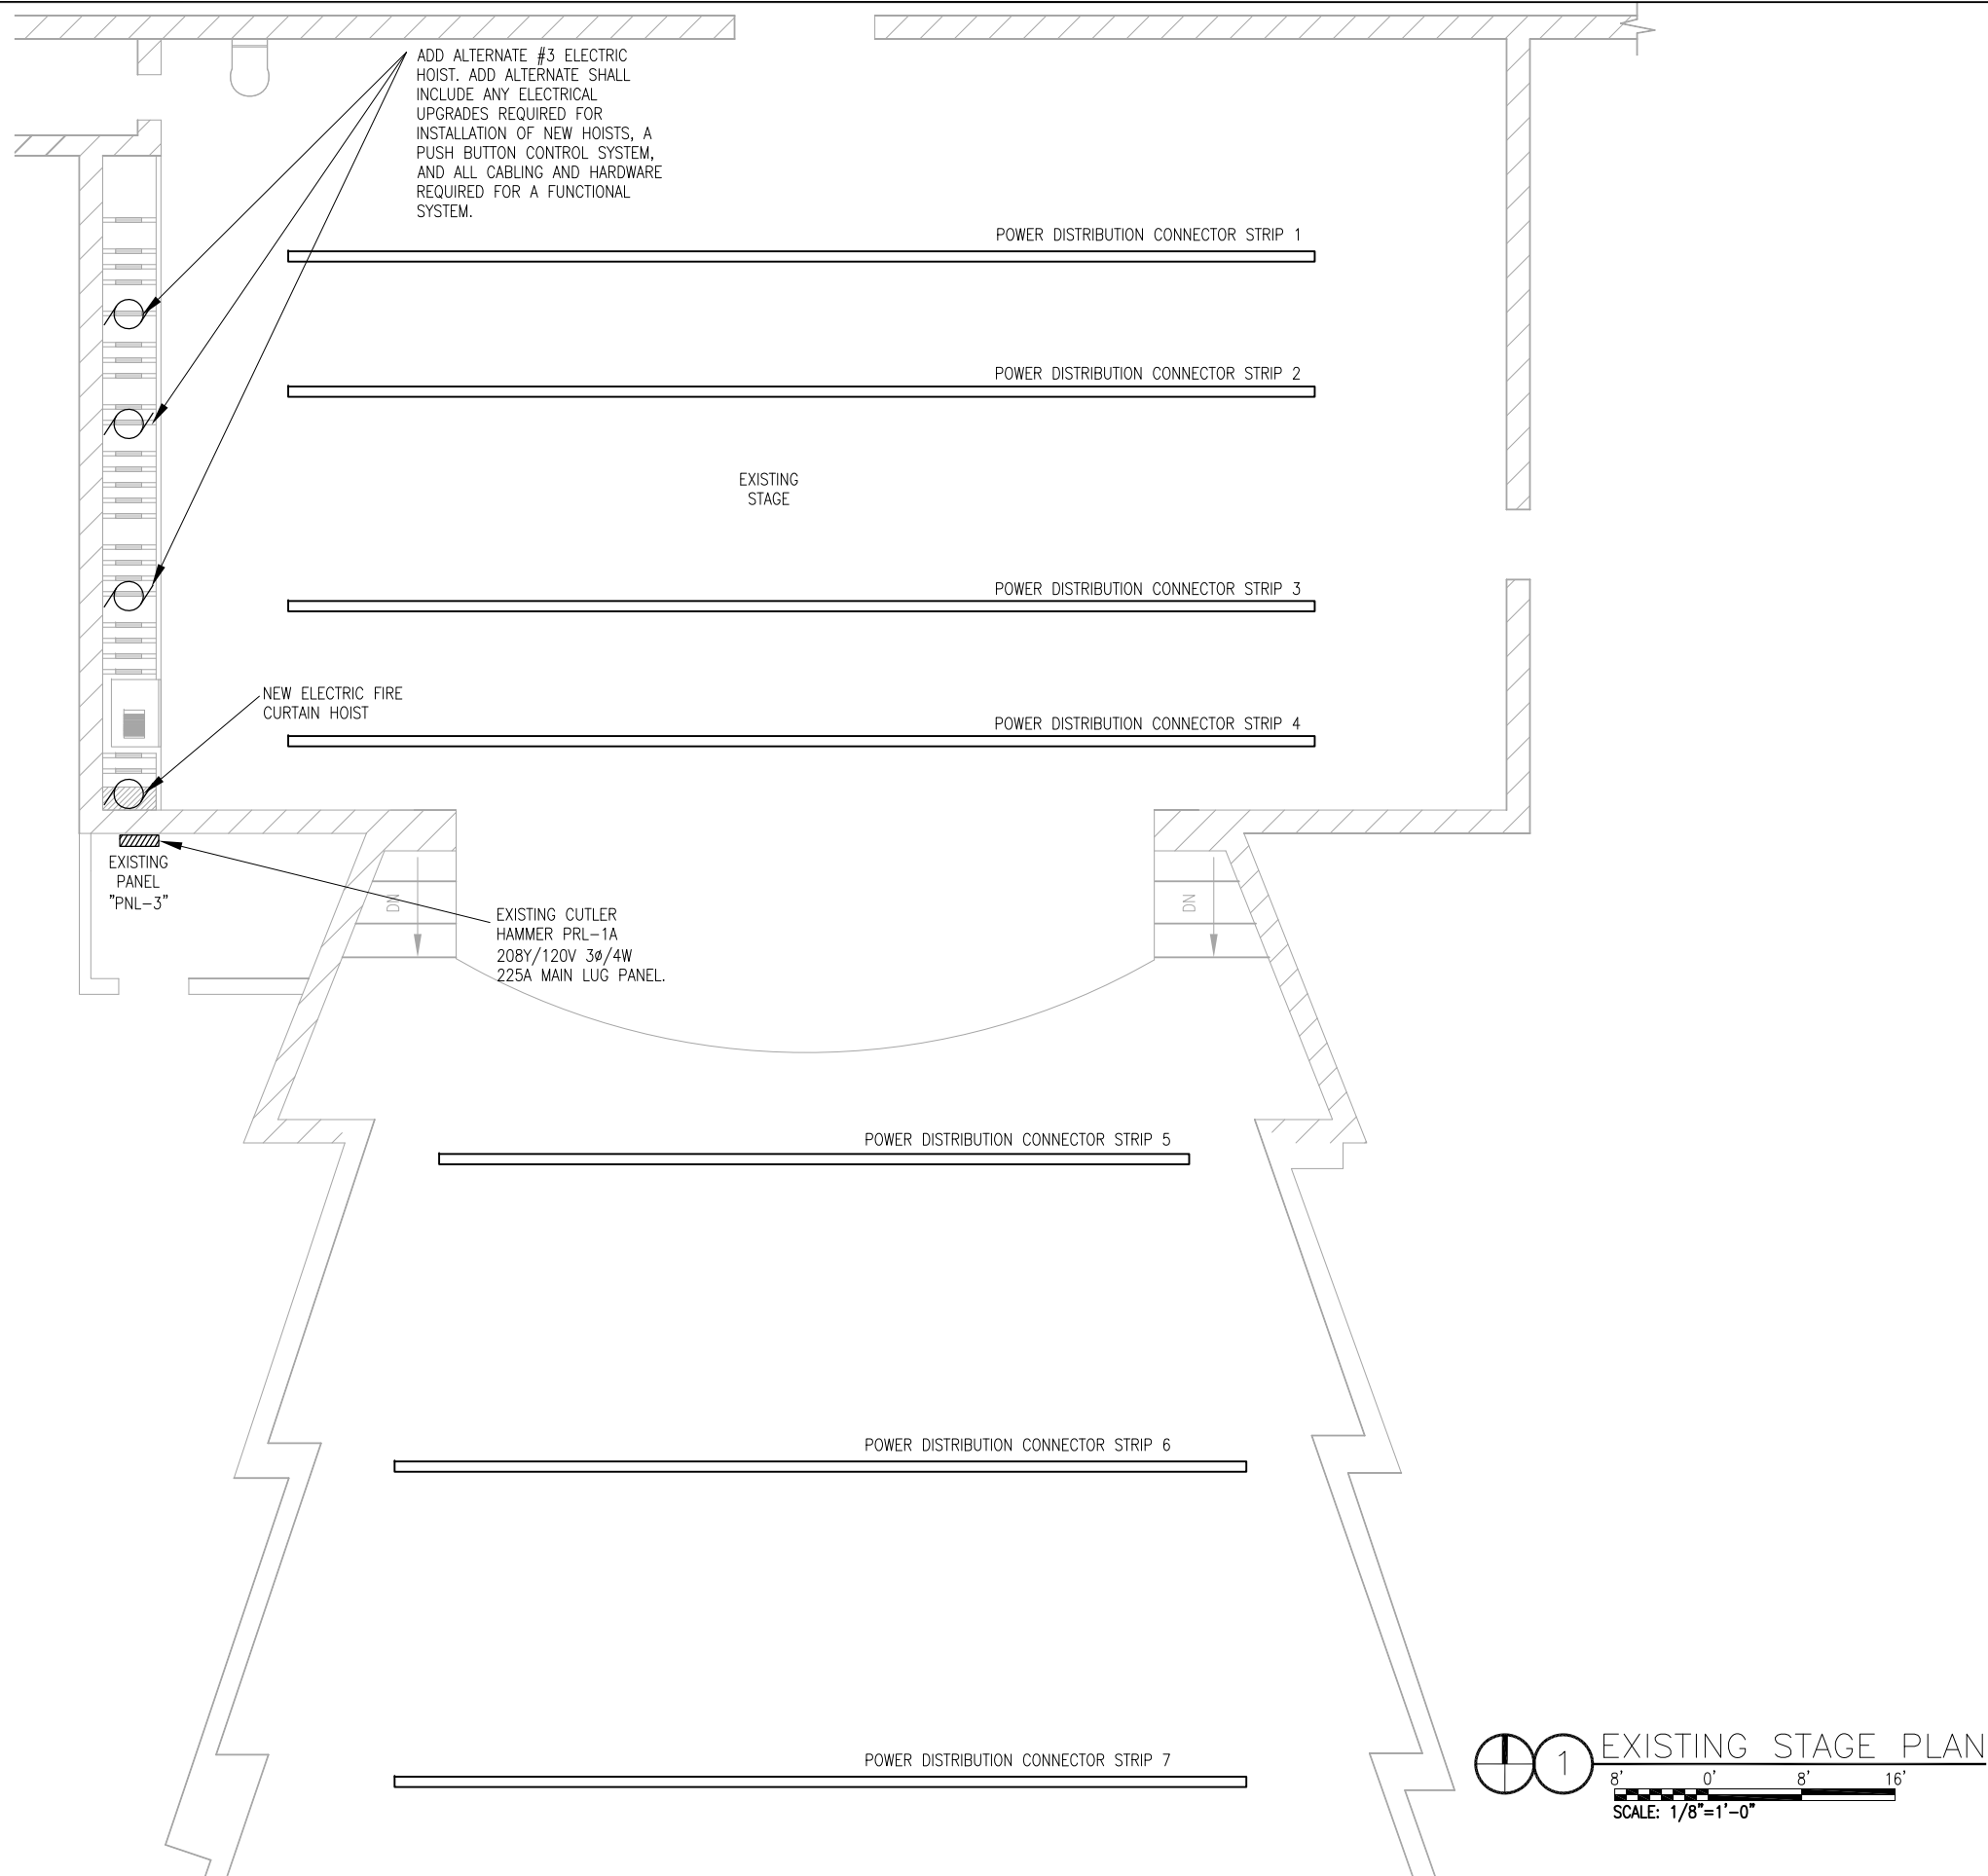 ADD ALTERNATE #3 ELECTRIC
HOIST. ADD ALTERNATE SHALL
INCLUDE ANY ELECTRICAL
UPGRADES REQUIRED FOR
INSTALLATION OF NEW HOISTS, A
PUSH BUTTON CONTROL SYSTEM,
AND ALL CABLING AND HARDWARE
REQUIRED FOR A FUNCTIONAL
SYSTEM.
POWER DISTRIBUTION CONNECTOR STRIP 1
POWER DISTRIBUTION CONNECTOR STRIP 2
EXISTING
STAGE
POWER DISTRIBUTION CONNECTOR STRIP 3
NEW ELECTRIC FIRE
CURTAIN HOIST
POWER DISTRIBUTION CONNECTOR STRIP 4
EXISTING
PANEL
"PNL-3"
DN
DN
EXISTING CUTLER
HAMMER PRL-1A
208Y/120V 3ø/4W
225A MAIN LUG PANEL.
POWER DISTRIBUTION CONNECTOR STRIP 5
POWER DISTRIBUTION CONNECTOR STRIP 6
POWER DISTRIBUTION CONNECTOR STRIP 7
1 EXISTING STAGE PLAN
8' 0' 8' 16'
SCALE: 1/8"=1'-0"